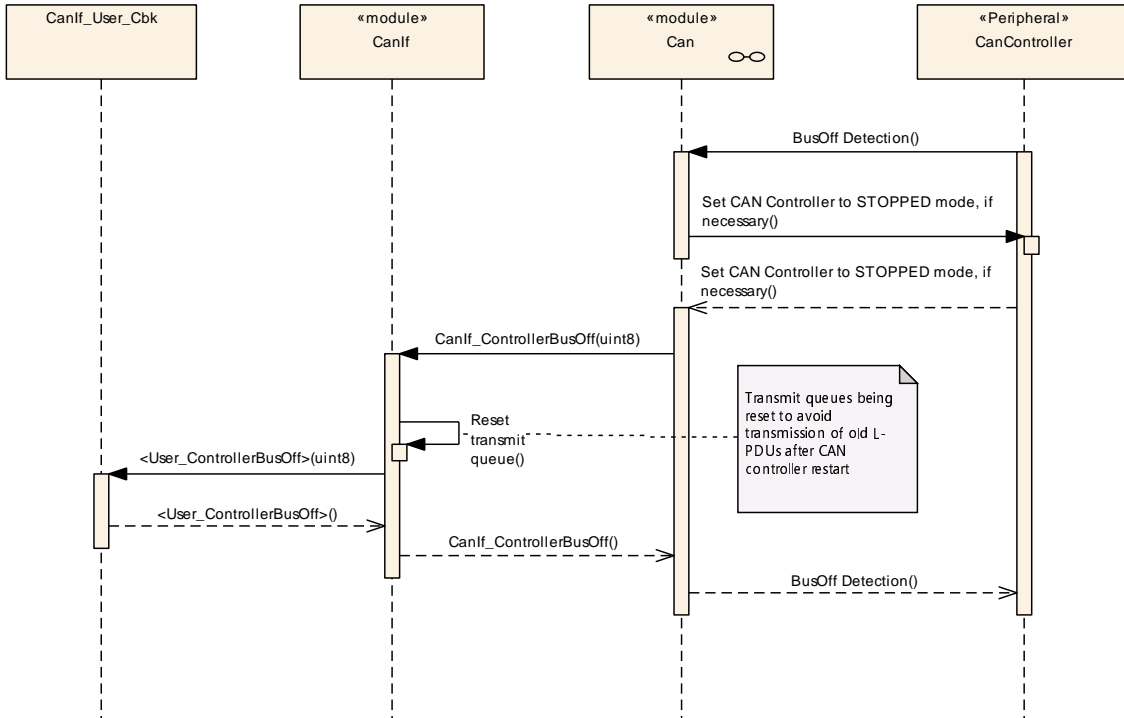 CanIf_User_Cbk
«module»
CanIf
«module»
Can
«Peripheral»
CanController
BusOff Detection()
Set CAN Controller to STOPPED mode, if
necessary()
Set CAN Controller to STOPPED mode, if
necessary()
CanIf_ControllerBusOff(uint8)
Reset
transmit
queue()
Transmit queues being
reset to avoid
transmission of old L-
PDUs after CAN
controller restart
<User_ControllerBusOff>(uint8)
<User_ControllerBusOff>()
CanIf_ControllerBusOff()
BusOff Detection()